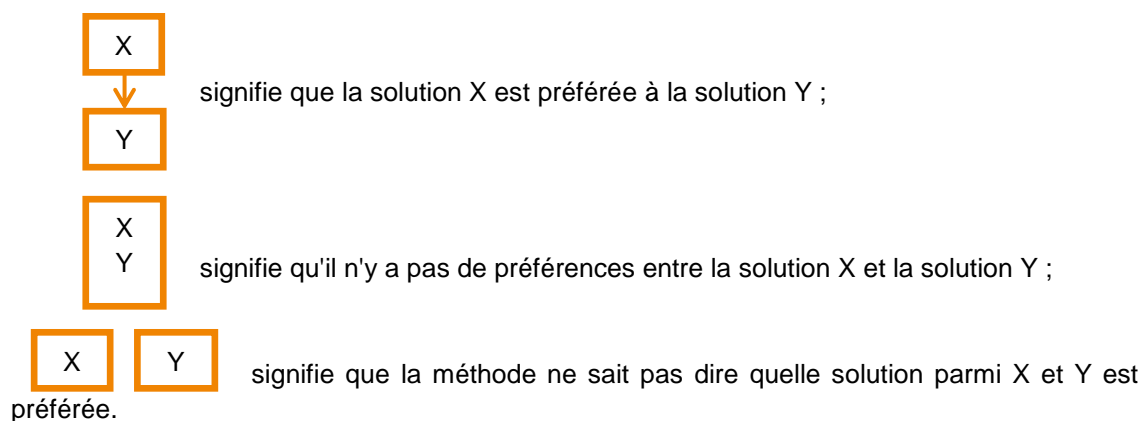 X
signifie que la solution X est préférée à la solution Y ;
Y
X
Y
signifie qu'il n'y a pas de préférences entre la solution X et la solution Y ;
X Y signifie que la méthode ne sait pas dire quelle solution parmi X et Y est
préférée.